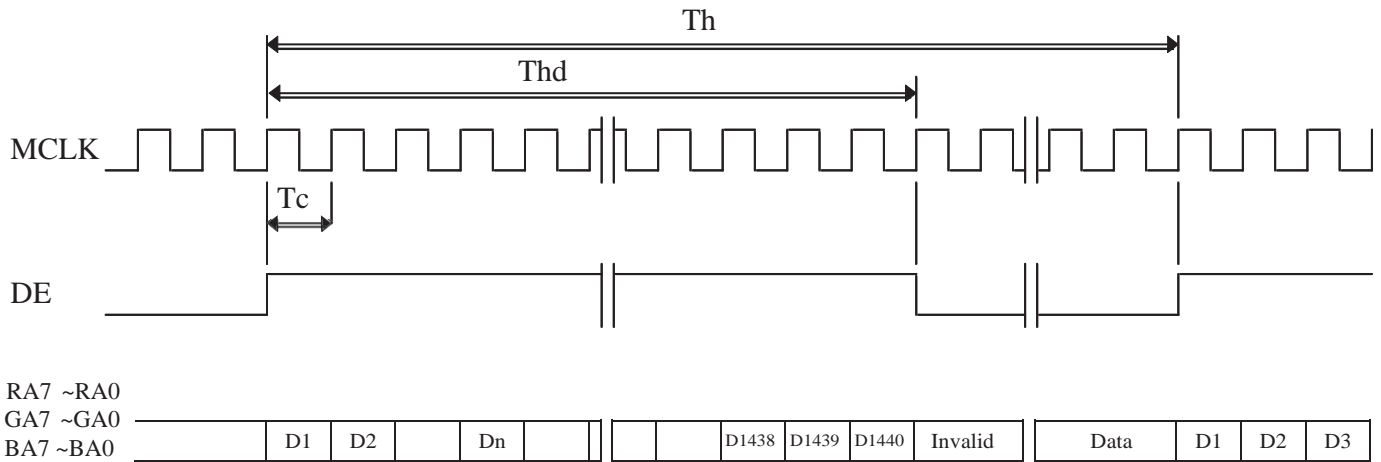 Th
Thd
MCLK
Tc
DE
RA7 ~RA0
GA7 ~GA0
BA7 ~BA0
D1 D2 Dn D1438 D1439 D1440 Invalid Data D1 D2 D3